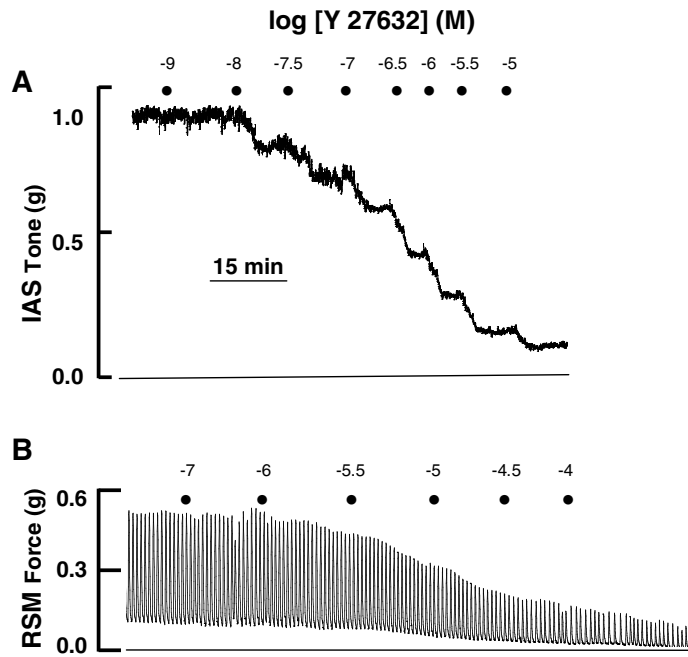 log [Y 27632] (M)
A
-9 -8 -7.5 -7 -6.5 -6 -5.5 -5
1.0
0.5
0.0
IAS Tone (g)
15 min
B
-7 -6 -5.5 -5 -4.5 -4
0.6
0.3
0.0
RSM Force (g)